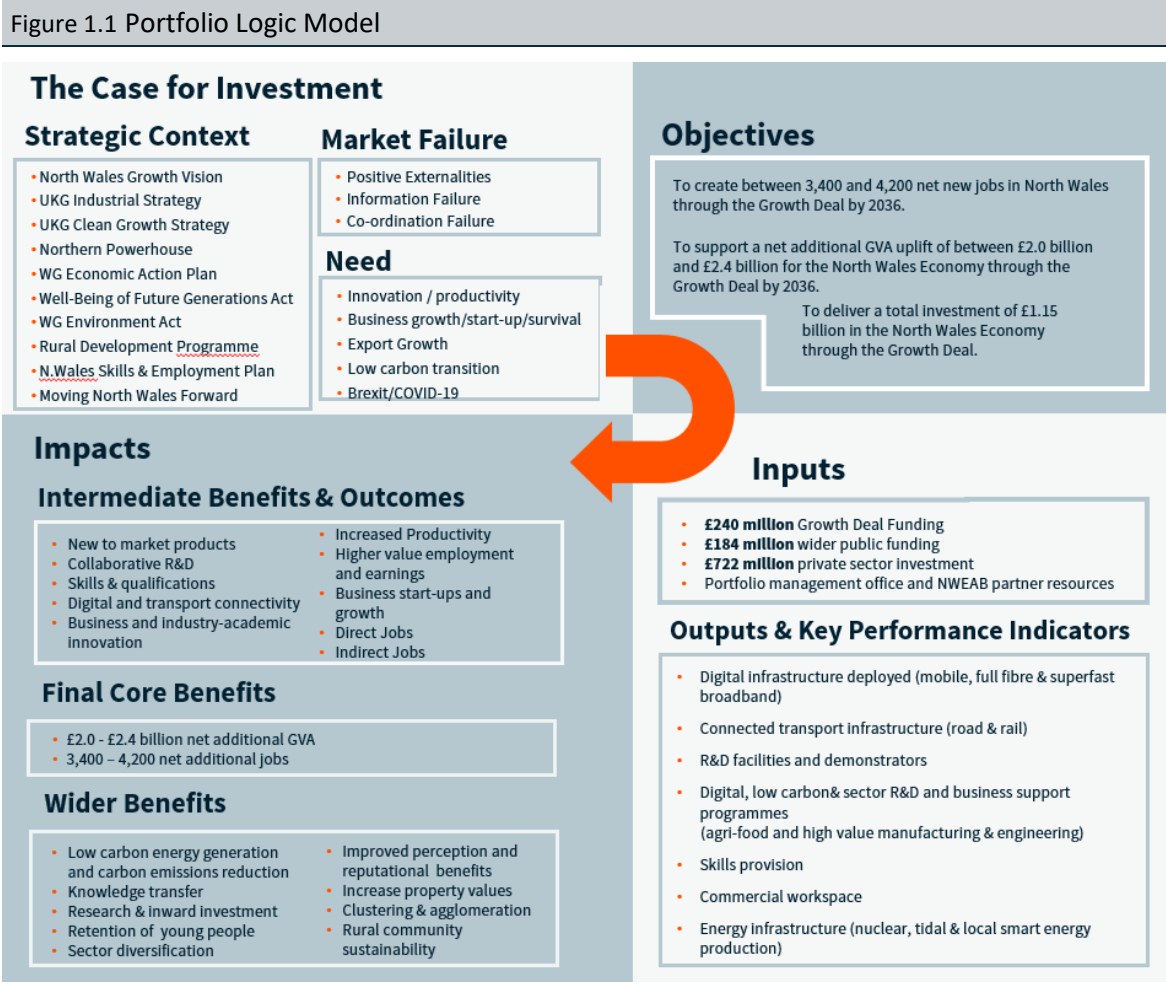 Figure 1.1 Portfolio Logic Model
The Case for Investment
Strategic Context
• North Wales Growth Vision
• UKG Industrial Strategy
• UKG Clean Growth Strategy
• Northern Powerhouse
• WG Economic Action Plan
• Well-Being of Future Generations Act
• WG Environment Act
• Rural Development Programme
• N.Wales Skills & Employment Plan
• Moving North Wales Forward
Market Failure
• Positive Externalities
• Information Failure
• Co-ordination Failure
Need
• Innovation / productivity
• Business growth/start-up/survival
• Export Growth
• Low carbon transition
• Brexit/COVID-19
Objectives
To create between 3,400 and 4,200 net new jobs in North Wales
through the Growth Deal by 2036.
To support a net additional GVA uplift of between £2.0 billion
and £2.4 billion for the North Wales Economy through the
Growth Deal by 2036.
To deliver a total investment of £1.15
billion in the North Wales Economy
through the Growth Deal.
Inputs
• £240 million Growth Deal Funding
• £184 million wider public funding
• £722 million private sector investment
• Portfolio management office and NWEAB partner resources
Outputs & Key Performance Indicators
• Digital infrastructure deployed (mobile, full fibre & superfast
broadband)
• Connected transport infrastructure (road & rail)
• R&D facilities and demonstrators
• Digital, low carbon& sector R&D and business support
programmes
(agri-food and high value manufacturing & engineering)
• Skills provision
• Commercial workspace
• Energy infrastructure (nuclear, tidal & local smart energy
production)
Impacts
Intermediate Benefits & Outcomes
• New to market products
• Collaborative R&D
• Skills & qualifications
• Digital and transport connectivity
• Business and industry-academic
innovation
• Increased Productivity
• Higher value employment
and earnings
• Business start-ups and
growth
• Direct Jobs
• Indirect Jobs
Final Core Benefits
• £2.0 - £2.4 billion net additional GVA
• 3,400 – 4,200 net additional jobs
Wider Benefits
• Low carbon energy generation
and carbon emissions reduction
• Knowledge transfer
• Research & inward investment
• Retention of young people
• Sector diversification
• Improved perception and
reputational benefits
• Increase property values
• Clustering & agglomeration
• Rural community
sustainability